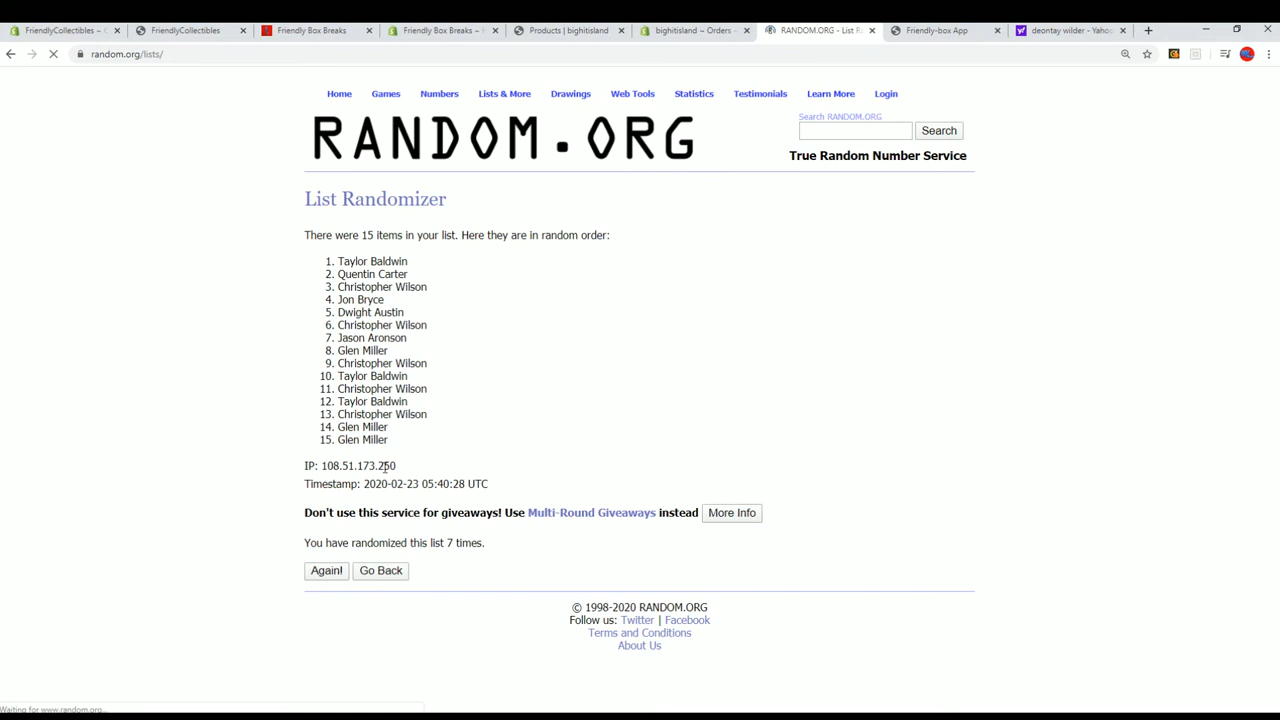 FriendlyCollectibles ~ C
FriendlyCollectibles
Friendly Box Breaks
Friendly Box Breaks ~
Products | bighitisland
bighitisland ~ Orders ~
RANDOM.ORG - List R
Friendly-box App
deontay wilder - Yahoo
random.org/lists/
Home Games Numbers Lists & More Drawings Web Tools Statistics Testimonials Learn More Login
RANDOM.ORG
Search RANDOM.ORG
Search
True Random Number Service
List Randomizer
There were 15 items in your list. Here they are in random order:
1. Taylor Baldwin
2. Quentin Carter
3. Christopher Wilson
4. Jon Bryce
5. Dwight Austin
6. Christopher Wilson
7. Jason Aronson
8. Glen Miller
9. Christopher Wilson
10. Taylor Baldwin
11. Christopher Wilson
12. Taylor Baldwin
13. Christopher Wilson
14. Glen Miller
15. Glen Miller
IP: 108.51.173.250
Timestamp: 2020-02-23 05:40:28 UTC
Don't use this service for giveaways! Use Multi-Round Giveaways instead More Info
You have randomized this list 7 times.
Again! Go Back
© 1998-2020 RANDOM.ORG
Follow us: Twitter | Facebook
Terms and Conditions
About Us
Waiting for www.random.org...